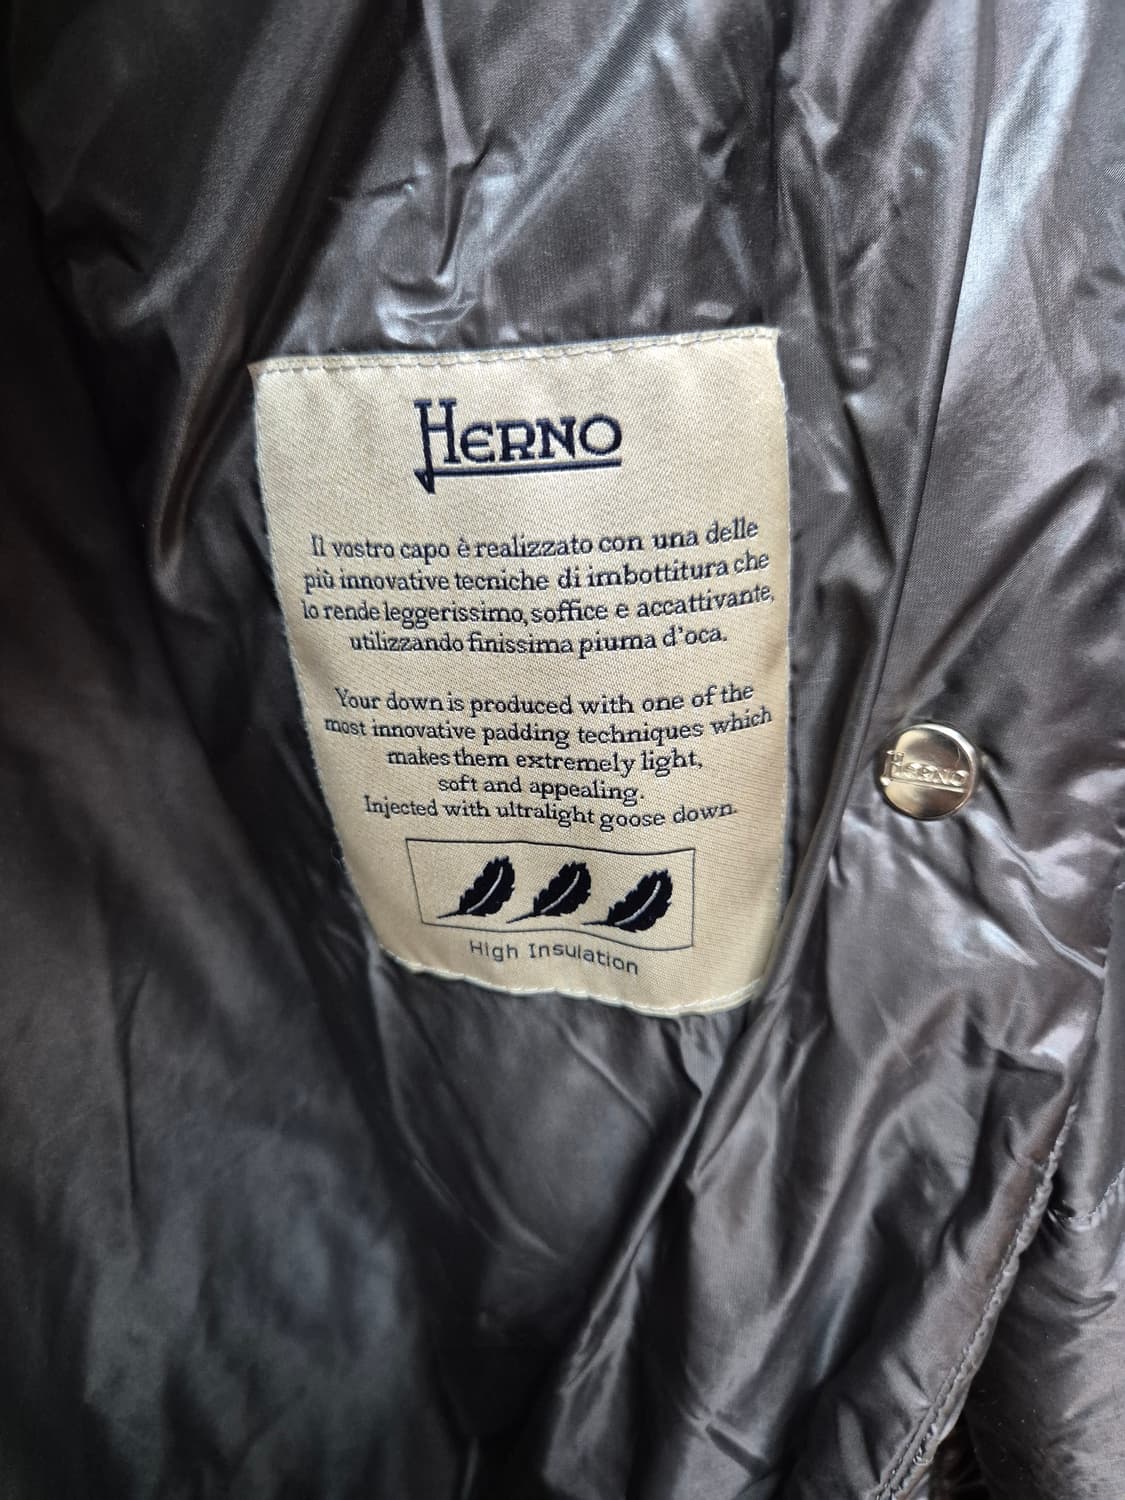 HERNO
Il vostro capo è realizzato con una delle
più innovative tecniche di imbottitura che
lo rende leggerissimo, soffice e accattivante,
utilizzando finissima piuma d'oca.
Your down is produced with one of the
most innovative padding techniques which
makes them extremely light,
soft and appealing.
Injected with ultralight goose down.
High Insulation
HERNO